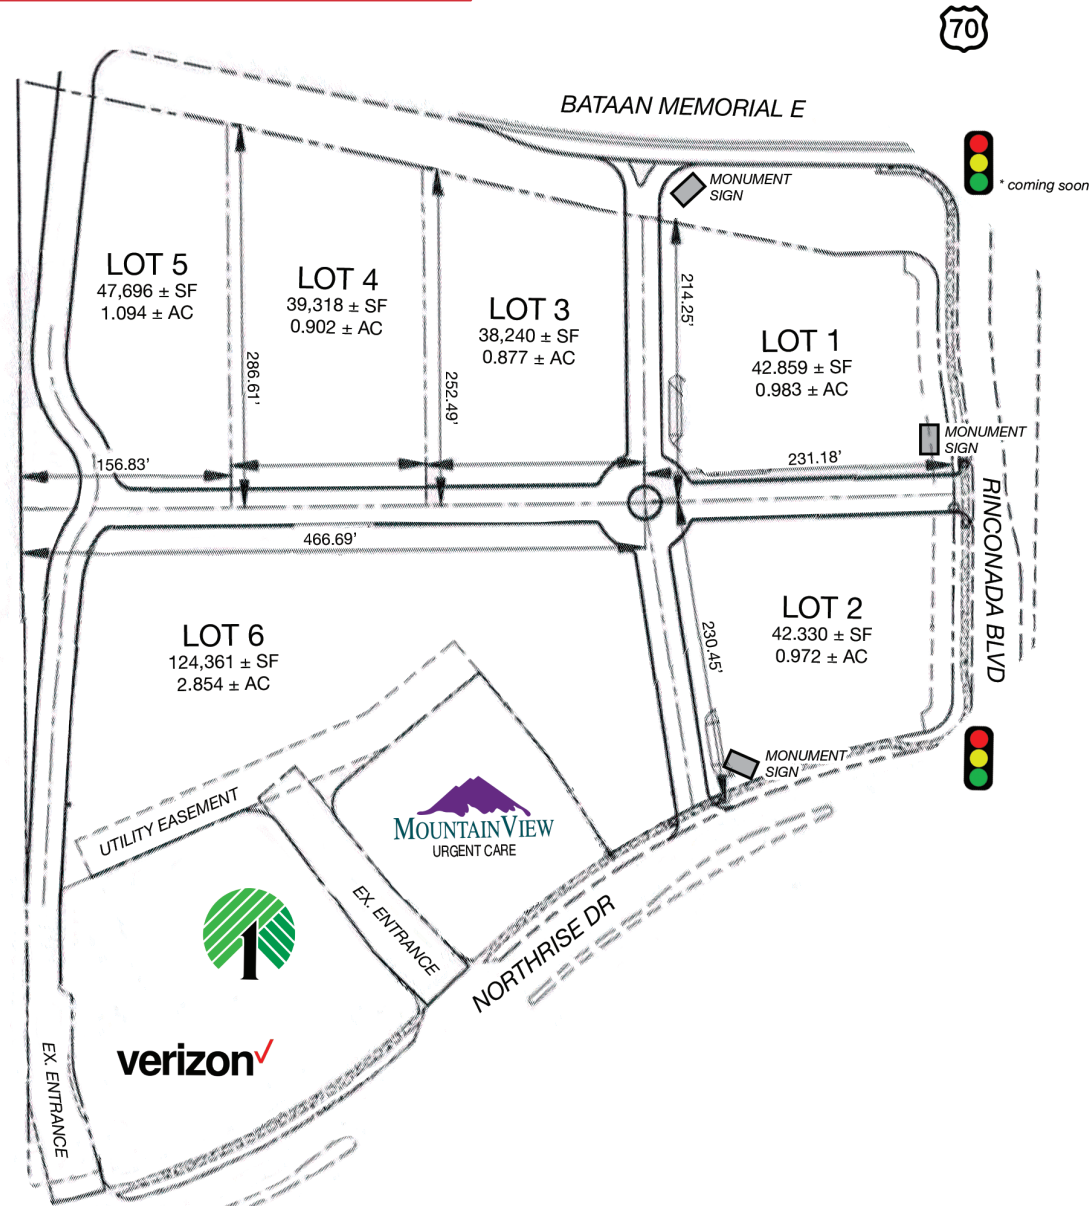 70
BATAAN MEMORIAL E
* coming soon
MONUMENT
SIGN
LOT 5
47,696 ± SF
1.094 ± AC
LOT 4
39,318 ± SF
0.902 ± AC
LOT 3
38,240 ± SF
0.877 ± AC
LOT 1
42.859 ± SF
0.983 ± AC
214.25'
286.61'
252.49'
MONUMENT
SIGN
156.83'
231.18'
466.69'
RINCONADA BLVD
LOT 2
42.330 ± SF
0.972 ± AC
LOT 6
124,361 ± SF
2.854 ± AC
230.45'
MONUMENT
SIGN
UTILITY EASEMENT
MOUNTAINVIEW
URGENT CARE
EX. ENTRANCE
NORTHRISE DR
1
verizon✓
EX. ENTRANCE